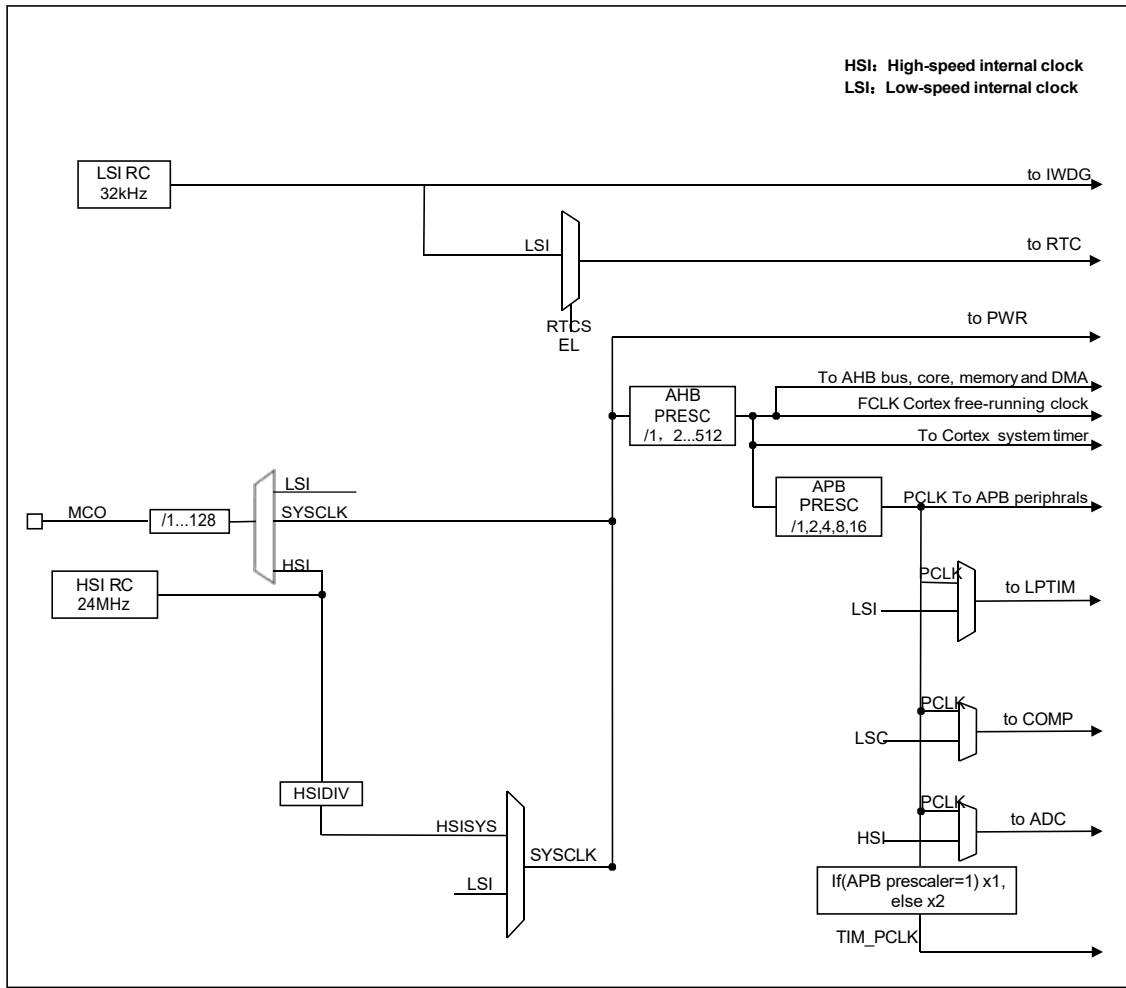 HSI：High-speed internal clock
LSI：Low-speed internal clock
LSI RC
32kHz
to IWDG
LSI
to RTC
RTCS
EL
to PWR
AHB
PRESC
/1，2...512
To AHB bus, core, memory and DMA
FCLK Cortex free-running clock
To Cortex system timer
APB
PRESC
/1,2,4,8,16
PCLK To APB periphrals
MCO
/1...128
LSI
SYSCLK
HSI
HSI RC
24MHz
PCLK
LSI
to LPTIM
PCLK
LSC
to COMP
HSIDIV
HSISYS
LSI
SYSCLK
PCLK
HSI
to ADC
If(APB prescaler=1) x1,
else x2
TIM_PCLK